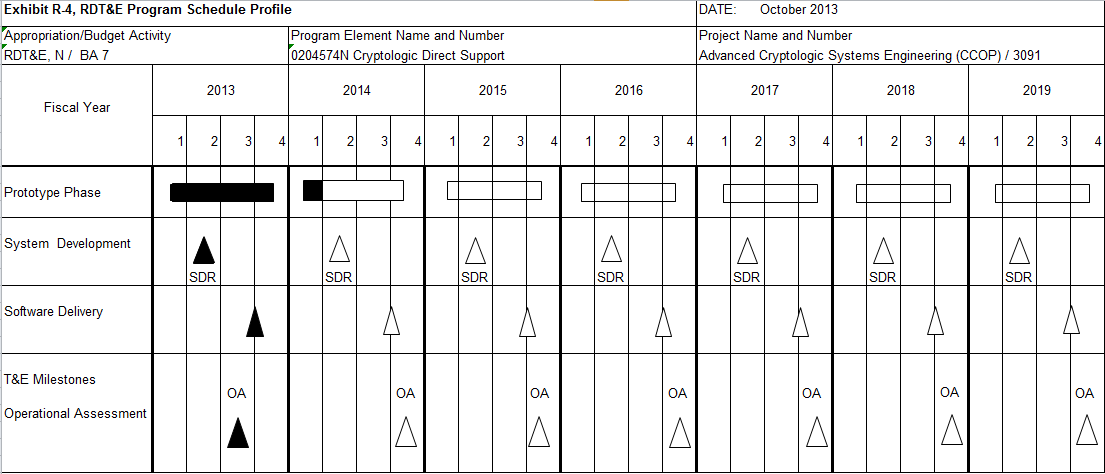 Exhibit R-4, RDT&E Program Schedule Profile DATE: October 2013
Appropriation/Budget Activity Program Element Name and Number Project Name and Number
RDT&E, N / BA 7 0204574N Cryptologic Direct Support Advanced Cryptologic Systems Engineering (CCOP) / 3091
Fiscal Year 2013 2014 2015 2016 2017 2018 2019
1 2 3 4 1 2 3 4 1 2 3 4 1 2 3 4 1 2 3 4 1 2 3 4 1 2 3 4
Prototype Phase
System Development
SDR SDR SDR SDR SDR SDR SDR
Software Delivery
T&E Milestones
OA OA OA OA OA OA OA
Operational Assessment